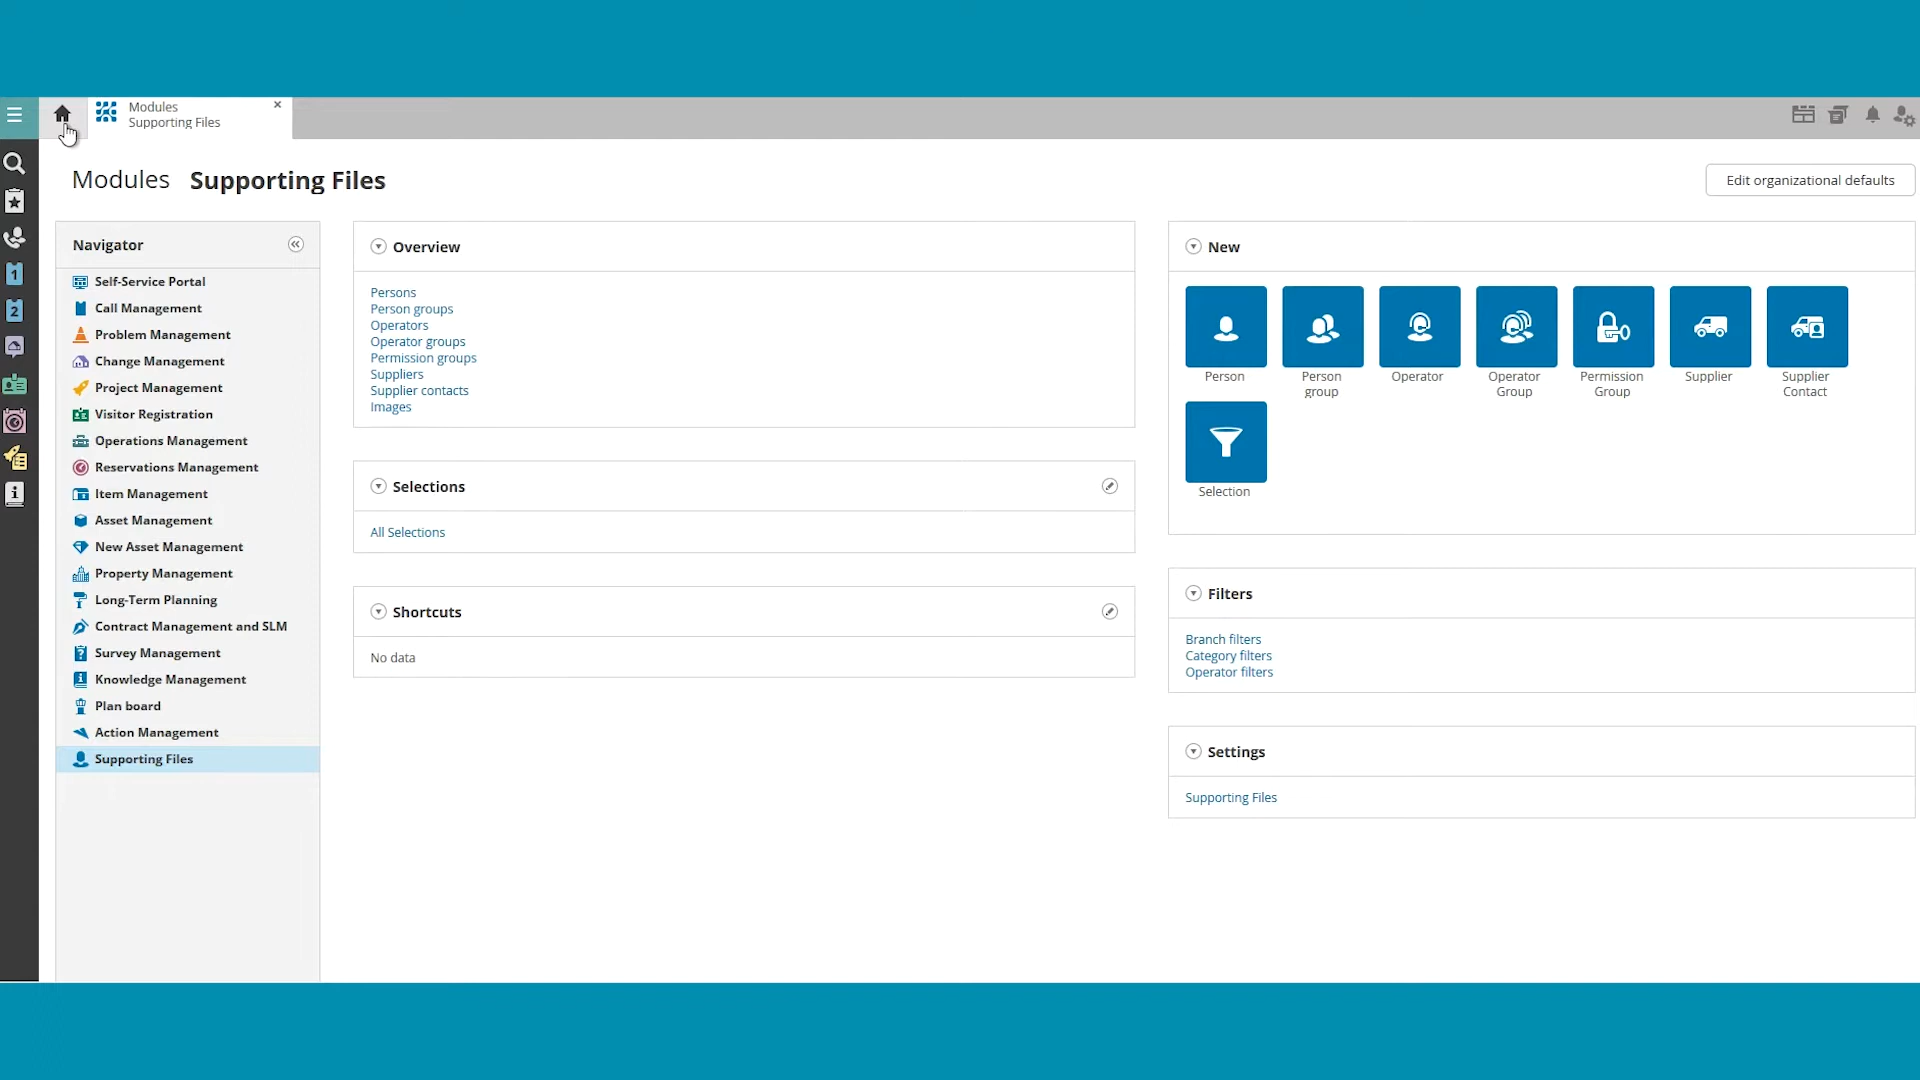 Modules
Supporting Files
Modules Supporting Files
Edit organizational defaults
Navigator
Self-Service Portal
Call Management
Problem Management
Change Management
Project Management
Visitor Registration
Operations Management
Reservations Management
Item Management
Asset Management
New Asset Management
Property Management
Long-Term Planning
Contract Management and SLM
Survey Management
Knowledge Management
Plan board
Action Management
Supporting Files
1
2
Overview
Persons
Person groups
Operators
Operator groups
Permission groups
Suppliers
Supplier contacts
Images
Selections
All Selections
Shortcuts
No data
New
Person
Person
group
Operator
Operator
Group
Permission
Group
Supplier
Supplier
Contact
Selection
Filters
Branch filters
Category filters
Operator filters
Settings
Supporting Files